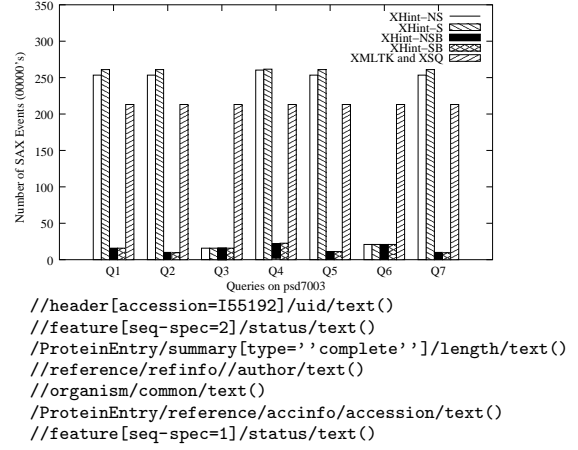 350
300
250
200
150
100
50
0
Number of SAX Events (00000's)
XHint−NS
XHint−S
XHint−NSB
XHint−SB
XMLTK and XSQ
Q1 Q2 Q3 Q4 Q5 Q6 Q7
Queries on psd7003
//header[accession=I55192]/uid/text()
//feature[seq-spec=2]/status/text()
/ProteinEntry/summary[type=''complete'']/length/text()
//reference/refinfo//author/text()
//organism/common/text()
/ProteinEntry/reference/accinfo/accession/text()
//feature[seq-spec=1]/status/text()